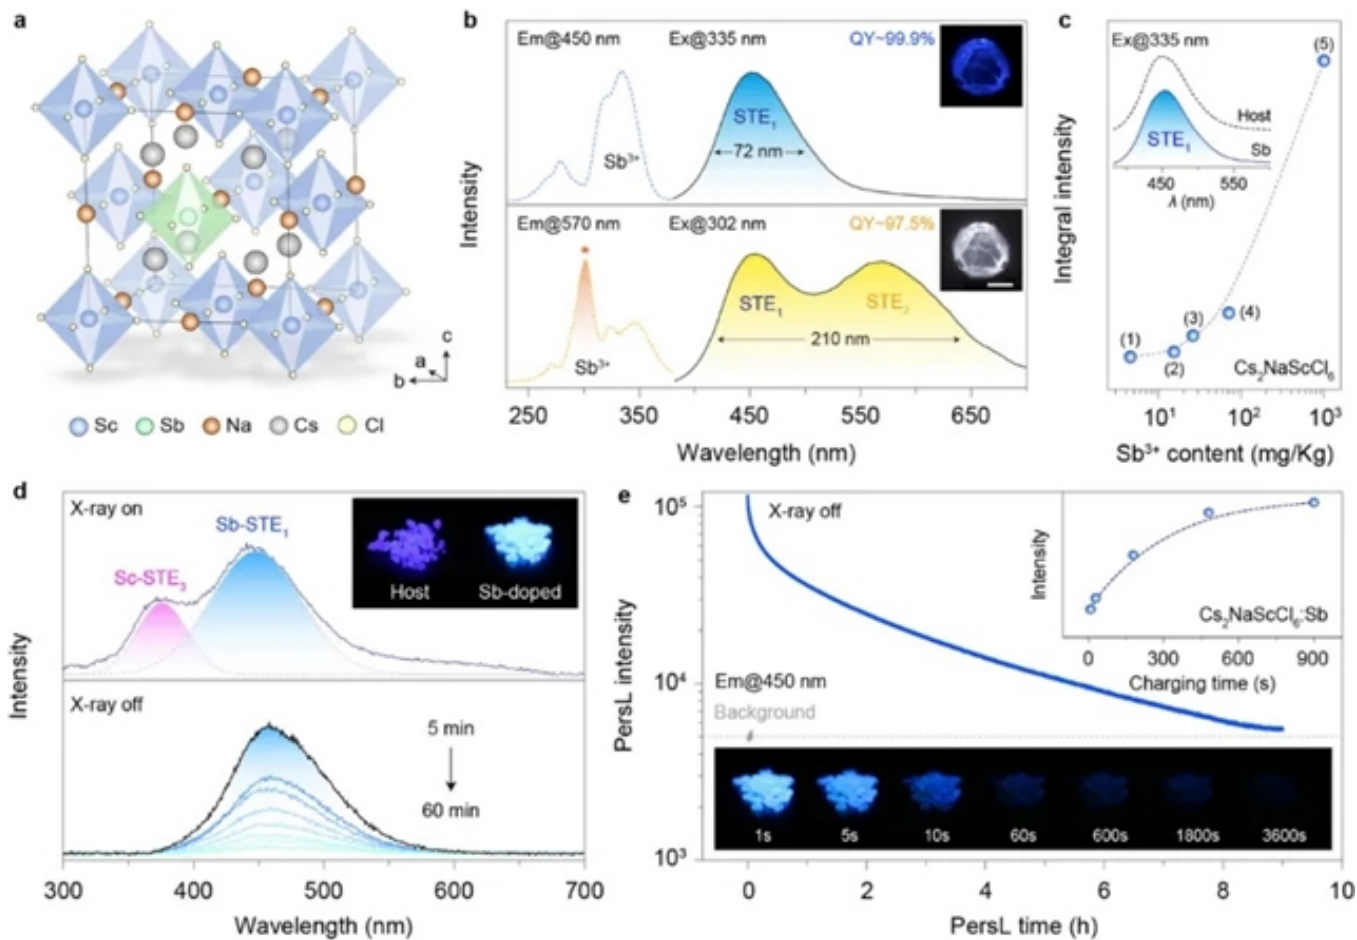 a
c
a
b
Sc Sb Na Cs Cl
b
Em@450 nm Ex@335 nm QY~99.9%
STE₁
Sb³⁺
72 nm
Em@570 nm Ex@302 nm QY~97.5%
*
STE₁ STE₂
Sb³⁺
210 nm
Intensity
250 350 450 550 650
Wavelength (nm)
c
Ex@335 nm
(5)
Host
STE₁
Sb
450 550
λ (nm)
(1) (2) (3) (4)
Cs₂NaScCl₆
Integral intensity
10¹ 10² 10³
Sb³⁺ content (mg/Kg)
d
X-ray on
Sb-STE₁
Sc-STE₃
Host Sb-doped
Intensity
X-ray off
5 min
60 min
Intensity
300 400 500 600 700
Wavelength (nm)
e
10⁵
X-ray off
Intensity
Cs₂NaScCl₆:Sb
0 300 600 900
Charging time (s)
PersL intensity
10⁴
Em@450 nm
Background
1s 5s 10s 60s 600s 1800s 3600s
10³
0 2 4 6 8 10
PersL time (h)